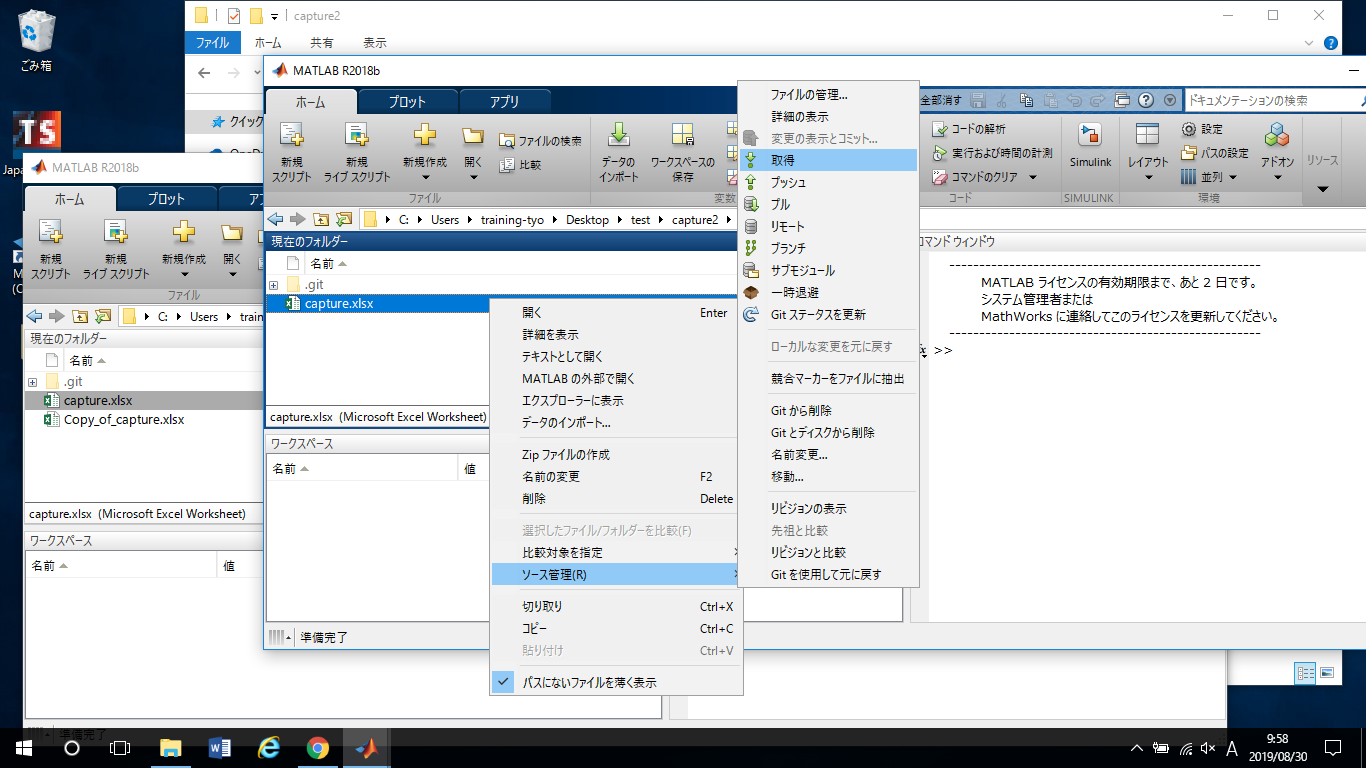 ごみ箱
capture2
ファイル
ホーム
共有
表示
クイック
MATLAB R2018b
ホーム
プロット
アプリ
全部消す
ドキュメンテーションの検索
新規
スクリプト
新規
ライブ スクリプト
新規作成
開く
ファイルの検索
比較
ファイル
データの
インポート
ワークスペースの
保存
変数
コードの解析
実行および時間の計測
コマンドのクリア
コード
Simulink
SIMULINK
レイアウト
設定
パスの設定
並列
アドオン
環境
リソース
C:
Users
training-tyo
Desktop
test
capture2
現在のフォルダー
名前
.git
capture.xlsx
capture.xlsx (Microsoft Excel Worksheet)
ワークスペース
名前
値
準備完了
マンド ウィンドウ
MATLAB ライセンスの有効期限まで、あと 2 日です。
システム管理者または
MathWorks に連絡してこのライセンスを更新してください。
>>
開く Enter
詳細を表示
テキストとして開く
MATLAB の外部で開く
エクスプローラーに表示
データのインポート...
Zip ファイルの作成
名前の変更 F2
削除 Delete
選択したファイル/フォルダーを比較(F)
比較対象を指定
ソース管理(R)
切り取り Ctrl+X
コピー Ctrl+C
貼り付け Ctrl+V
パスにないファイルを薄く表示
ファイルの管理...
詳細の表示
変更の表示とコミット...
取得
プッシュ
プル
リモート
ブランチ
サブモジュール
一時退避
Git ステータスを更新
ローカルな変更を元に戻す
競合マーカーをファイルに抽出
Git から削除
Git とディスクから削除
名前変更...
移動...
リビジョンの表示
先祖と比較
リビジョンと比較
Git を使用して元に戻す
TS
Japa
MATLAB R2018b
ホーム
プロット
新規
スクリプト
新規
ライブ スクリプト
新規作成
開く
ファイル
C:
Users
train
現在のフォルダー
名前
.git
capture.xlsx
Copy_of_capture.xlsx
capture.xlsx (Microsoft Excel Worksheet)
ワークスペース
名前
値
準備完了
A
9:58
2019/08/30